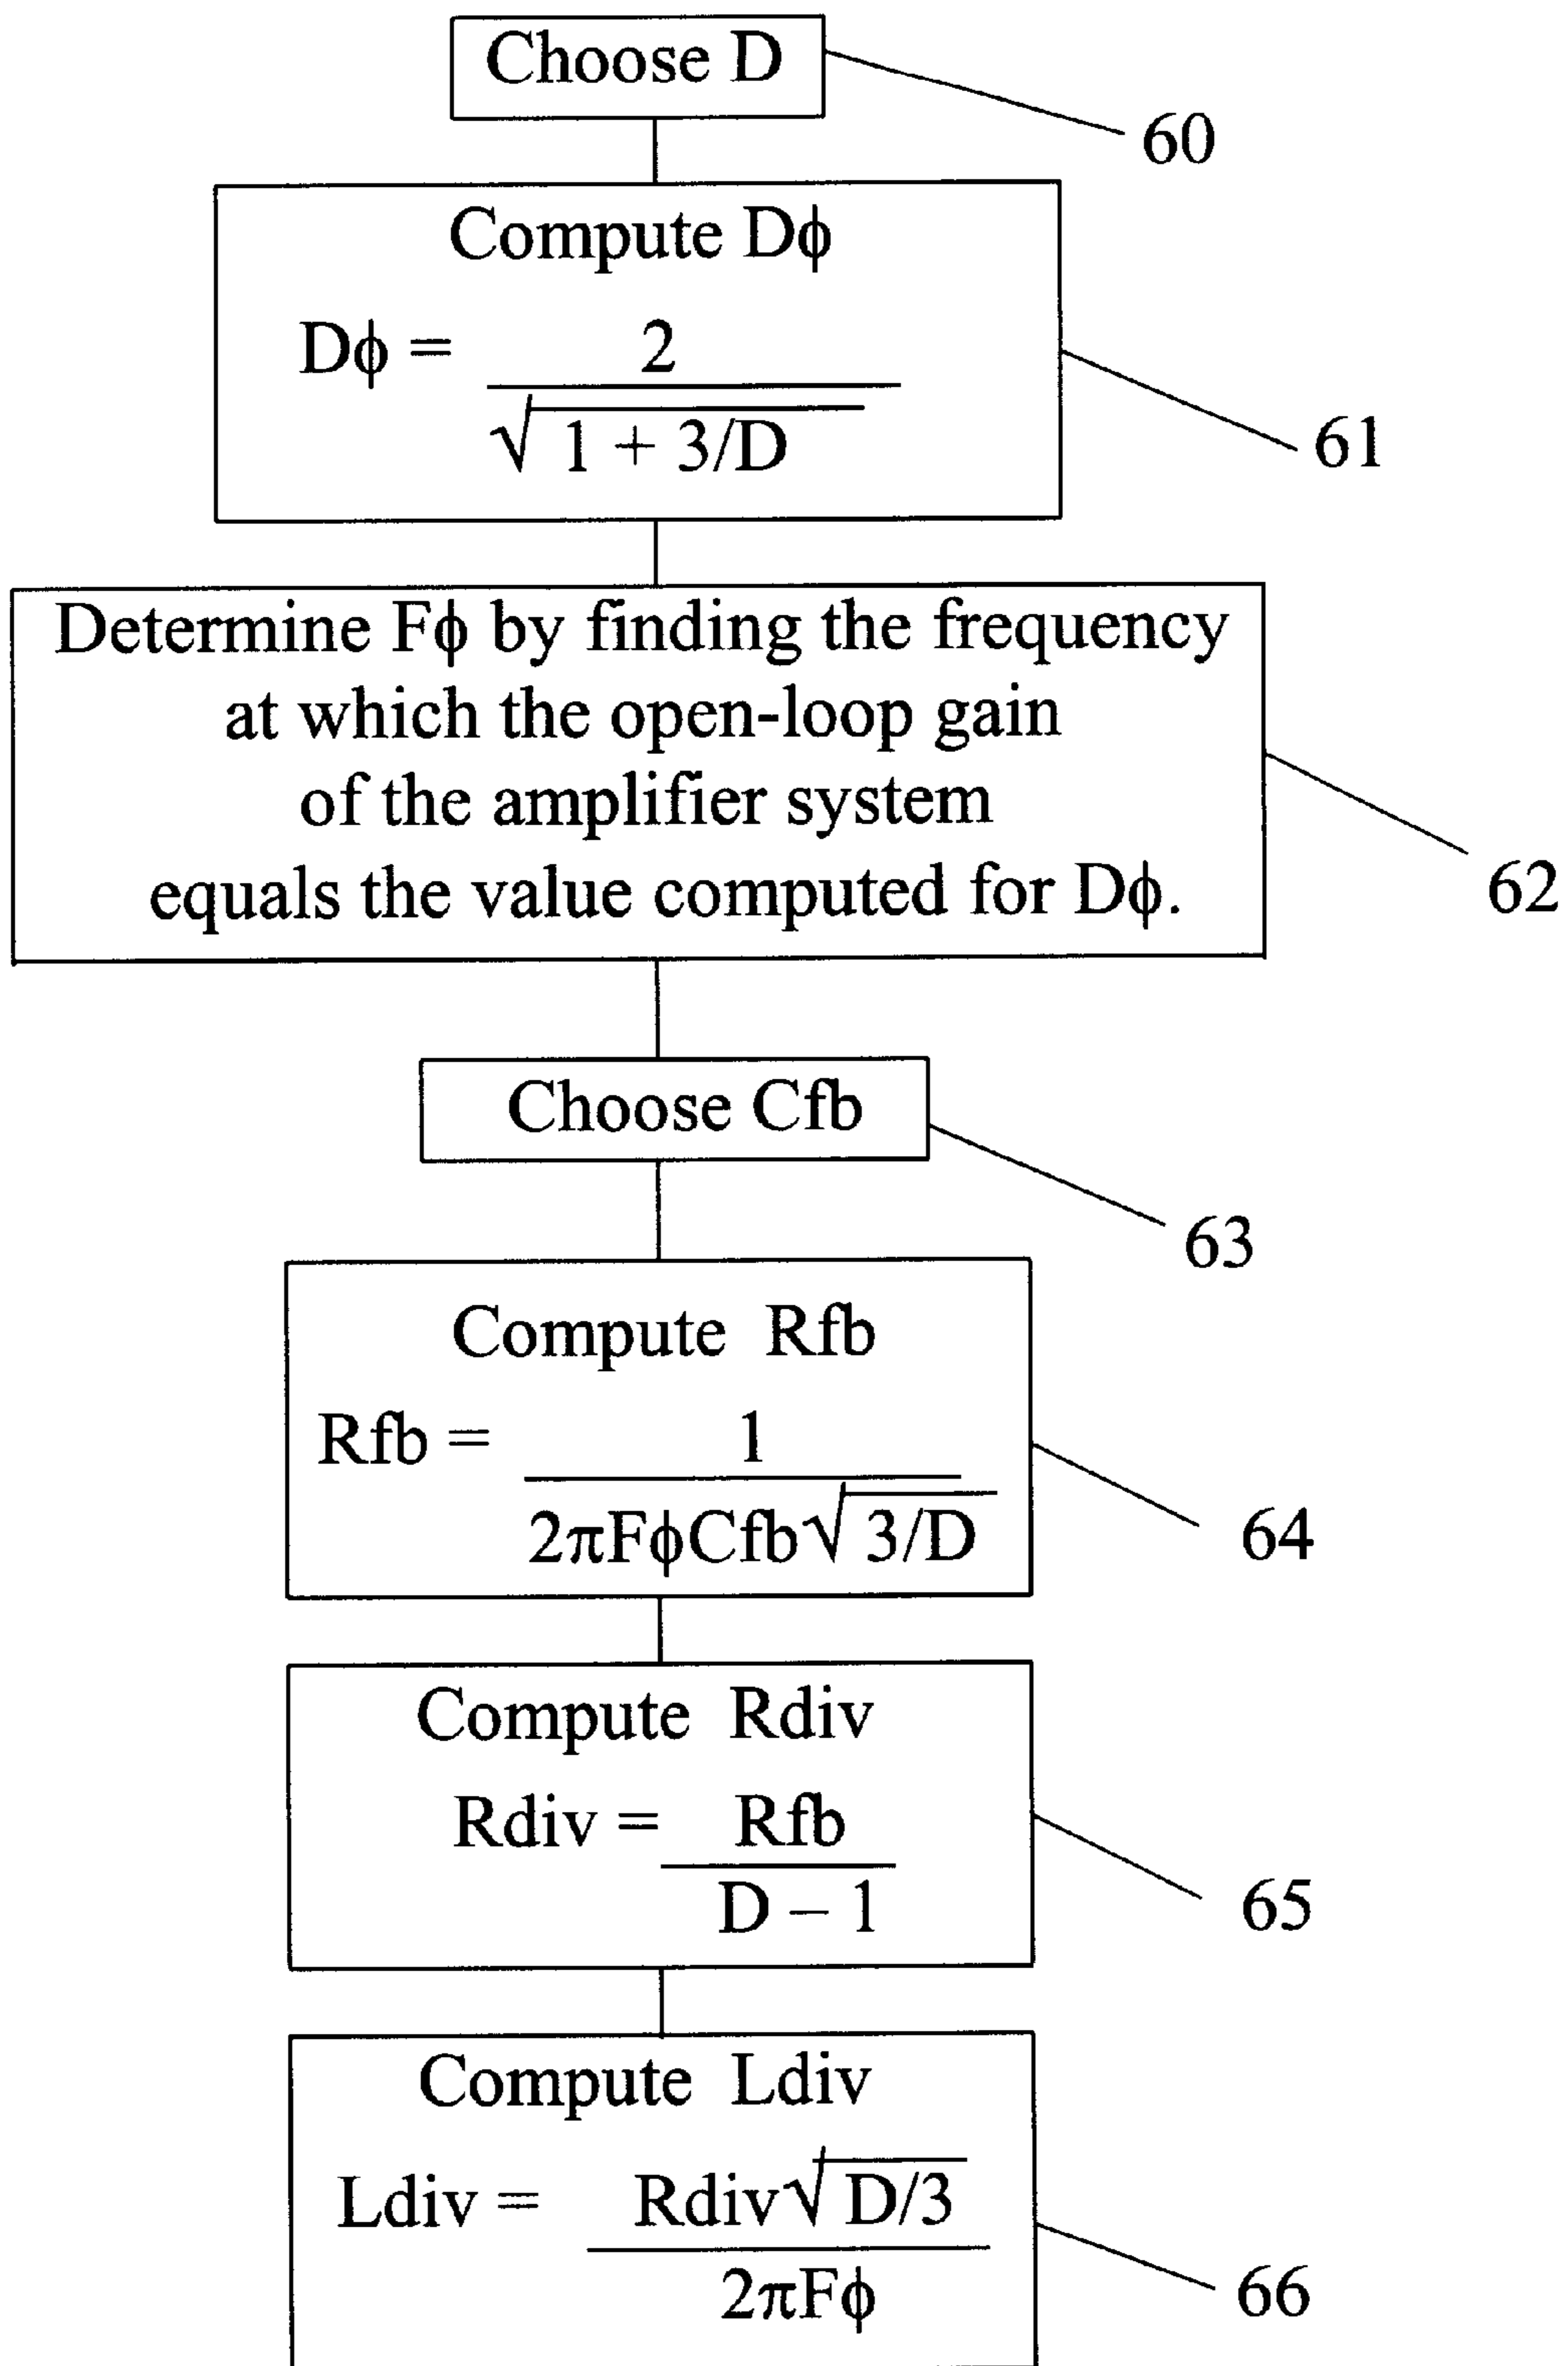 Choose D
60
Compute Dϕ
Dϕ = 2
√1 + 3/D
61
Determine Fϕ by finding the frequency
at which the open-loop gain
of the amplifier system
equals the value computed for Dϕ.
62
Choose Cfb
63
Compute Rfb
Rfb = 1
2πFϕCfb√3/D
64
Compute Rdiv
Rdiv = Rfb
D – 1
65
Compute Ldiv
Ldiv = Rdiv√D/3
2πFϕ
66